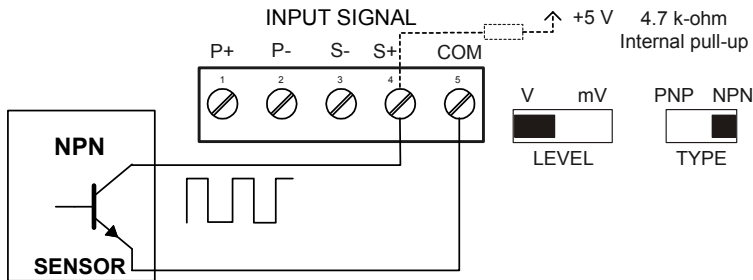 INPUT SIGNAL
+5 V
4.7 k-ohm
Internal pull-up
P+ P- S- S+ COM
1 2 3 4 5
V mV
LEVEL
PNP NPN
TYPE
NPN
SENSOR